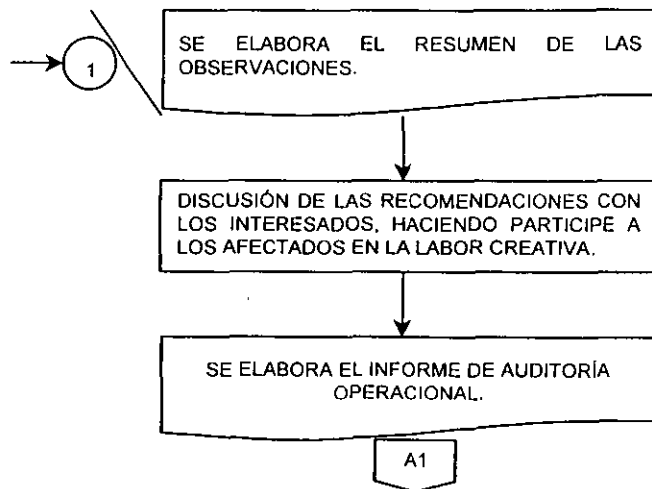 1
SE ELABORA EL RESUMEN DE LAS
OBSERVACIONES.
DISCUSIÓN DE LAS RECOMENDACIONES CON
LOS INTERESADOS, HACIENDO PARTICIPE A
LOS AFECTADOS EN LA LABOR CREATIVA.
SE ELABORA EL INFORME DE AUDITORÍA
OPERACIONAL.
A1